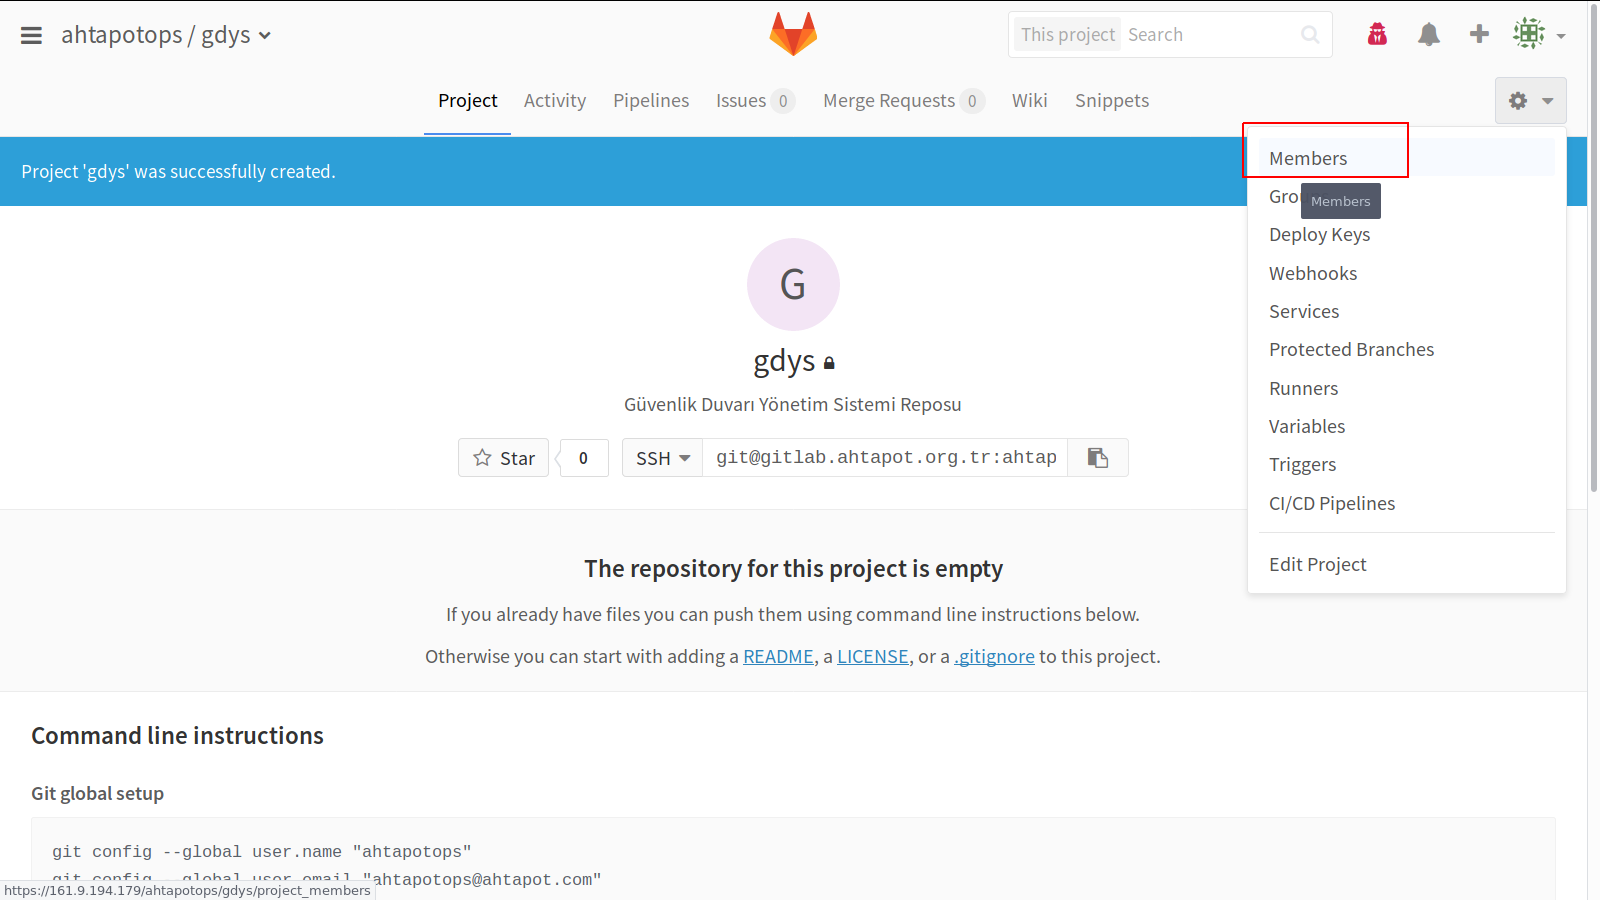 ahtapotops / gdys
This project Search
Project Activity Pipelines Issues 0 Merge Requests 0 Wiki Snippets
Project 'gdys' was successfully created.
Members
Grou
Members
Deploy Keys
Webhooks
Services
Protected Branches
Runners
Variables
Triggers
CI/CD Pipelines
Edit Project
G
gdys
Güvenlik Duvarı Yönetim Sistemi Reposu
Star 0 SSH git@gitlab.ahtapot.org.tr:ahtap
The repository for this project is empty
If you already have files you can push them using command line instructions below.
Otherwise you can start with adding a README, a LICENSE, or a .gitignore to this project.
Command line instructions
Git global setup
git config --global user.name "ahtapotops"
git config --global user.email "ahtapotops@ahtapot.com"
https://161.9.194.179/ahtapotops/gdys/project_members